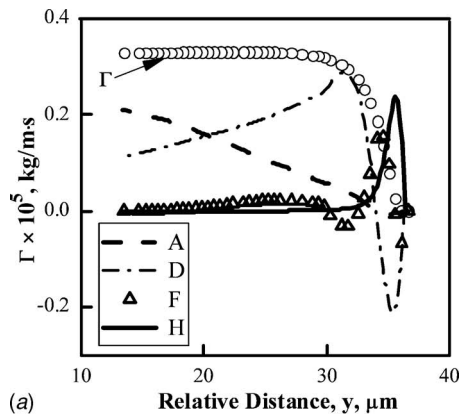 0.4
0.2
0.0
-0.2
Γ × 10⁵, kg/m·s
Γ
A
D
F
H
10 20 30 40
(a) Relative Distance, y, µm